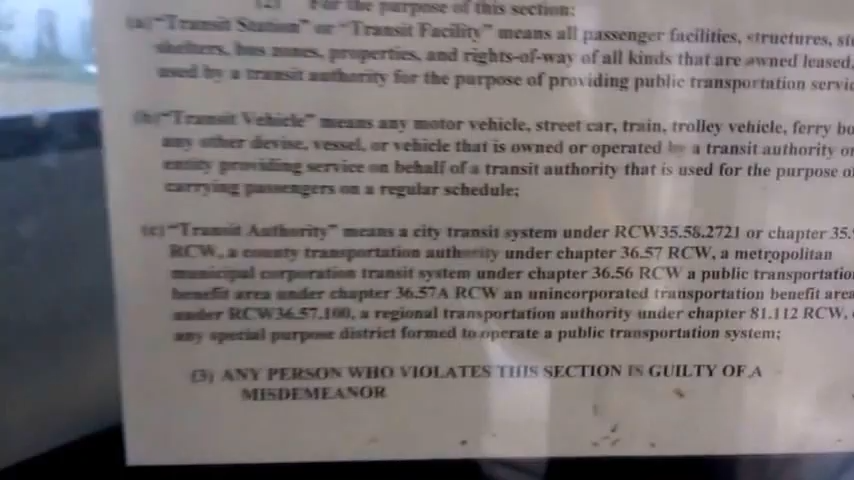 (2) For the purpose of this section:
(a) "Transit Station" or "Transit Facility" means all passenger facilities, structures,
shelters, bus zones, properties, and rights-of-way of all kinds that are owned leased,
used by a transit authority for the purpose of providing public transportation
(b) "Transit Vehicle" means any motor vehicle, street car, train, trolley vehicle, ferry
any other devise, vessel, or vehicle that is owned or operated by a transit authority or
entity providing service on behalf of a transit authority that is used for the purpose of
carrying passengers on a regular schedule;
(c) "Transit Authority" means a city transit system under RCW35.58.2721 or chapter
RCW, a county transportation authority under chapter 36.57 RCW, a metropolitan
municipal corporation transit system under chapter 36.56 RCW a public
benefit area under chapter 36.57A RCW an unincorporated transportation benefit area
under RCW36.57.100, a regional transportation authority under chapter 81.112 RCW,
any special purpose district formed to operate a public transportation system;
(3) ANY PERSON WHO VIOLATES THIS SECTION IS GUILTY OF A
MISDEMEANOR